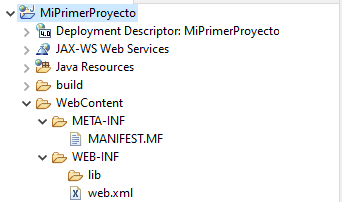 MiPrimerProyecto
Deployment Descriptor: MiPrimerProyecto
JAX-WS Web Services
Java Resources
build
WebContent
META-INF
MANIFEST.MF
WEB-INF
lib
web.xml